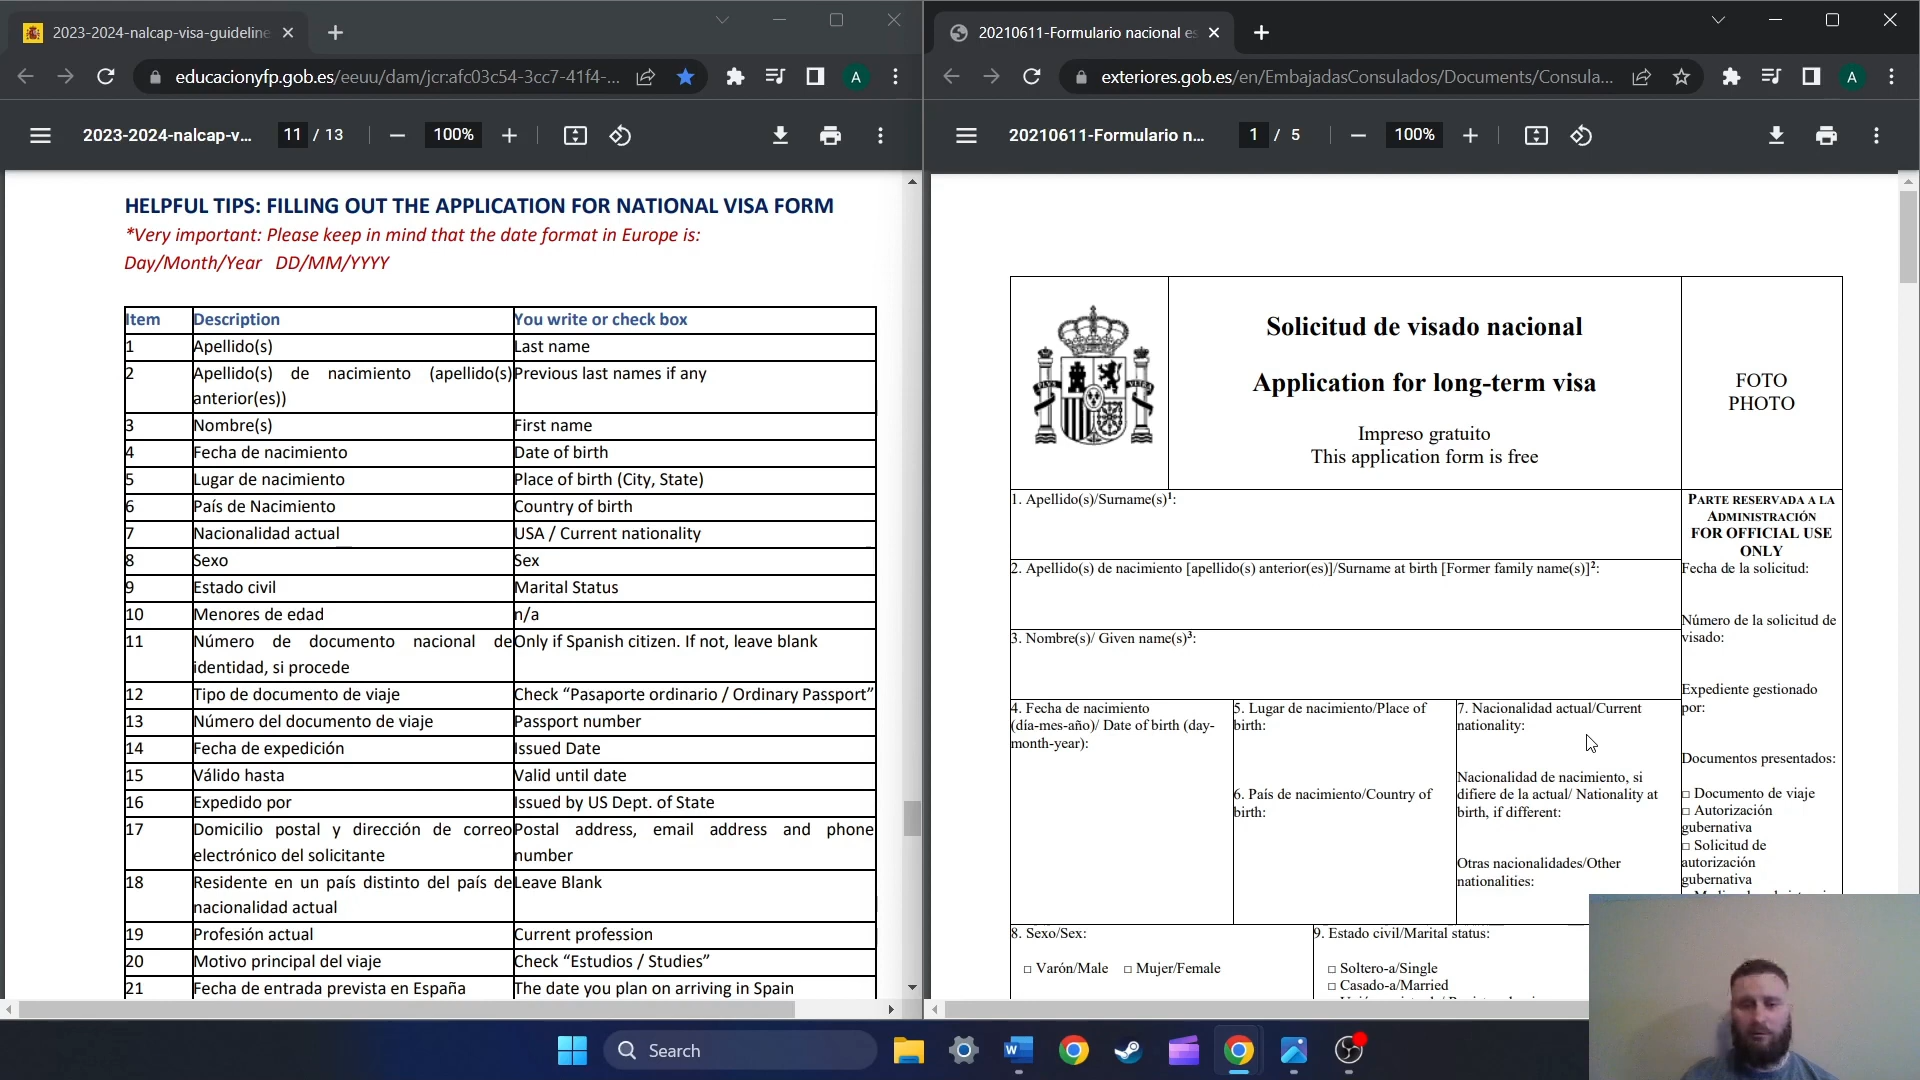 2023-2024-nalcap-visa-guideline
educacionyfp.gob.es/eeuu/dam/jcr:afc03c54-3cc7-41f4-...
A
2023-2024-nalcap-v...
11 / 13
100%
HELPFUL TIPS: FILLING OUT THE APPLICATION FOR NATIONAL VISA FORM
*Very important: Please keep in mind that the date format in Europe is:
Day/Month/Year DD/MM/YYYY
Item Description You write or check box
1 Apellido(s) Last name
2 Apellido(s) de nacimiento (apellido(s) Previous last names if any
anterior(es))
3 Nombre(s) First name
4 Fecha de nacimiento Date of birth
5 Lugar de nacimiento Place of birth (City, State)
6 País de Nacimiento Country of birth
7 Nacionalidad actual USA / Current nationality
8 Sexo Sex
9 Estado civil Marital Status
10 Menores de edad n/a
11 Número de documento nacional de Only if Spanish citizen. If not, leave blank
identidad, si procede
12 Tipo de documento de viaje Check “Pasaporte ordinario / Ordinary Passport”
13 Número del documento de viaje Passport number
14 Fecha de expedición Issued Date
15 Válido hasta Valid until date
16 Expedido por Issued by US Dept. of State
17 Domicilio postal y dirección de correo Postal address, email address and phone
electrónico del solicitante number
18 Residente en un país distinto del país de Leave Blank
nacionalidad actual
19 Profesión actual Current profession
20 Motivo principal del viaje Check “Estudios / Studies”
21 Fecha de entrada prevista en España The date you plan on arriving in Spain
20210611-Formulario nacional es
exteriores.gob.es/en/EmbajadasConsulados/Documents/Consula...
A
20210611-Formulario n...
1 / 5
100%
Solicitud de visado nacional
Application for long-term visa
Impreso gratuito
This application form is free
FOTO
PHOTO
1. Apellido(s)/Surname(s)¹:
2. Apellido(s) de nacimiento [apellido(s) anterior(es)]/Surname at birth [Former family name(s)]²:
3. Nombre(s)/ Given name(s)³:
4. Fecha de nacimiento
(día-mes-año)/ Date of birth (day-
month-year):
5. Lugar de nacimiento/Place of
birth:
6. País de nacimiento/Country of
birth:
7. Nacionalidad actual/Current
nationality:
Nacionalidad de nacimiento, si
difiere de la actual/ Nationality at
birth, if different:
Otras nacionalidades/Other
nationalities:
8. Sexo/Sex:
□ Varón/Male □ Mujer/Female
9. Estado civil/Marital status:
□ Soltero-a/Single
□ Casado-a/Married
PARTE RESERVADA A LA
ADMINISTRACIÓN
FOR OFFICIAL USE
ONLY
Fecha de la solicitud:
Número de la solicitud de
visado:
Expediente gestionado
por:
Documentos presentados:
□ Documento de viaje
□ Autorización
gubernativa
□ Solicitud de
autorización
gubernativa
Search